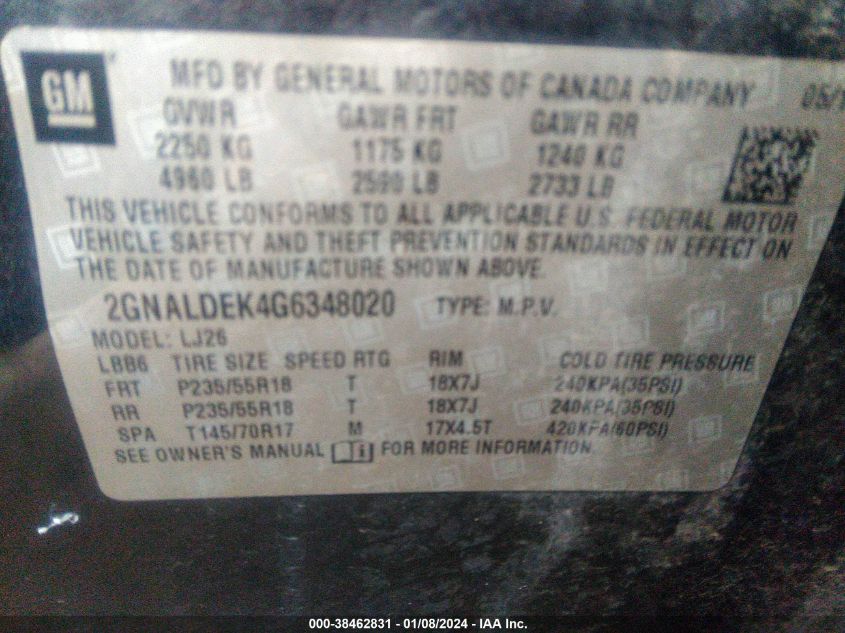 GM
MFD BY GENERAL MOTORS OF CANADA COMPANY 05/1
GVWR GAWR FRT GAWR RR
2250 KG 1175 KG 1240 KG
4960 LB 2590 LB 2733 LB
THIS VEHICLE CONFORMS TO ALL APPLICABLE U.S. FEDERAL MOTOR
VEHICLE SAFETY AND THEFT PREVENTION STANDARDS IN EFFECT ON
THE DATE OF MANUFACTURE SHOWN ABOVE.
2GNALDEK4G6348020 TYPE: M.P.V.
MODEL: LJ26
LBB6 TIRE SIZE SPEED RTG RIM COLD TIRE PRESSURE
FRT P235/55R18 T 18X7J 240KPA(35PSI)
RR P235/55R18 T 18X7J 240KPA(35PSI)
SPA T145/70R17 M 17X4.5T 420KPA(60PSI)
SEE OWNER'S MANUAL i FOR MORE INFORMATION.
000-38462831 - 01/08/2024 - IAA Inc.